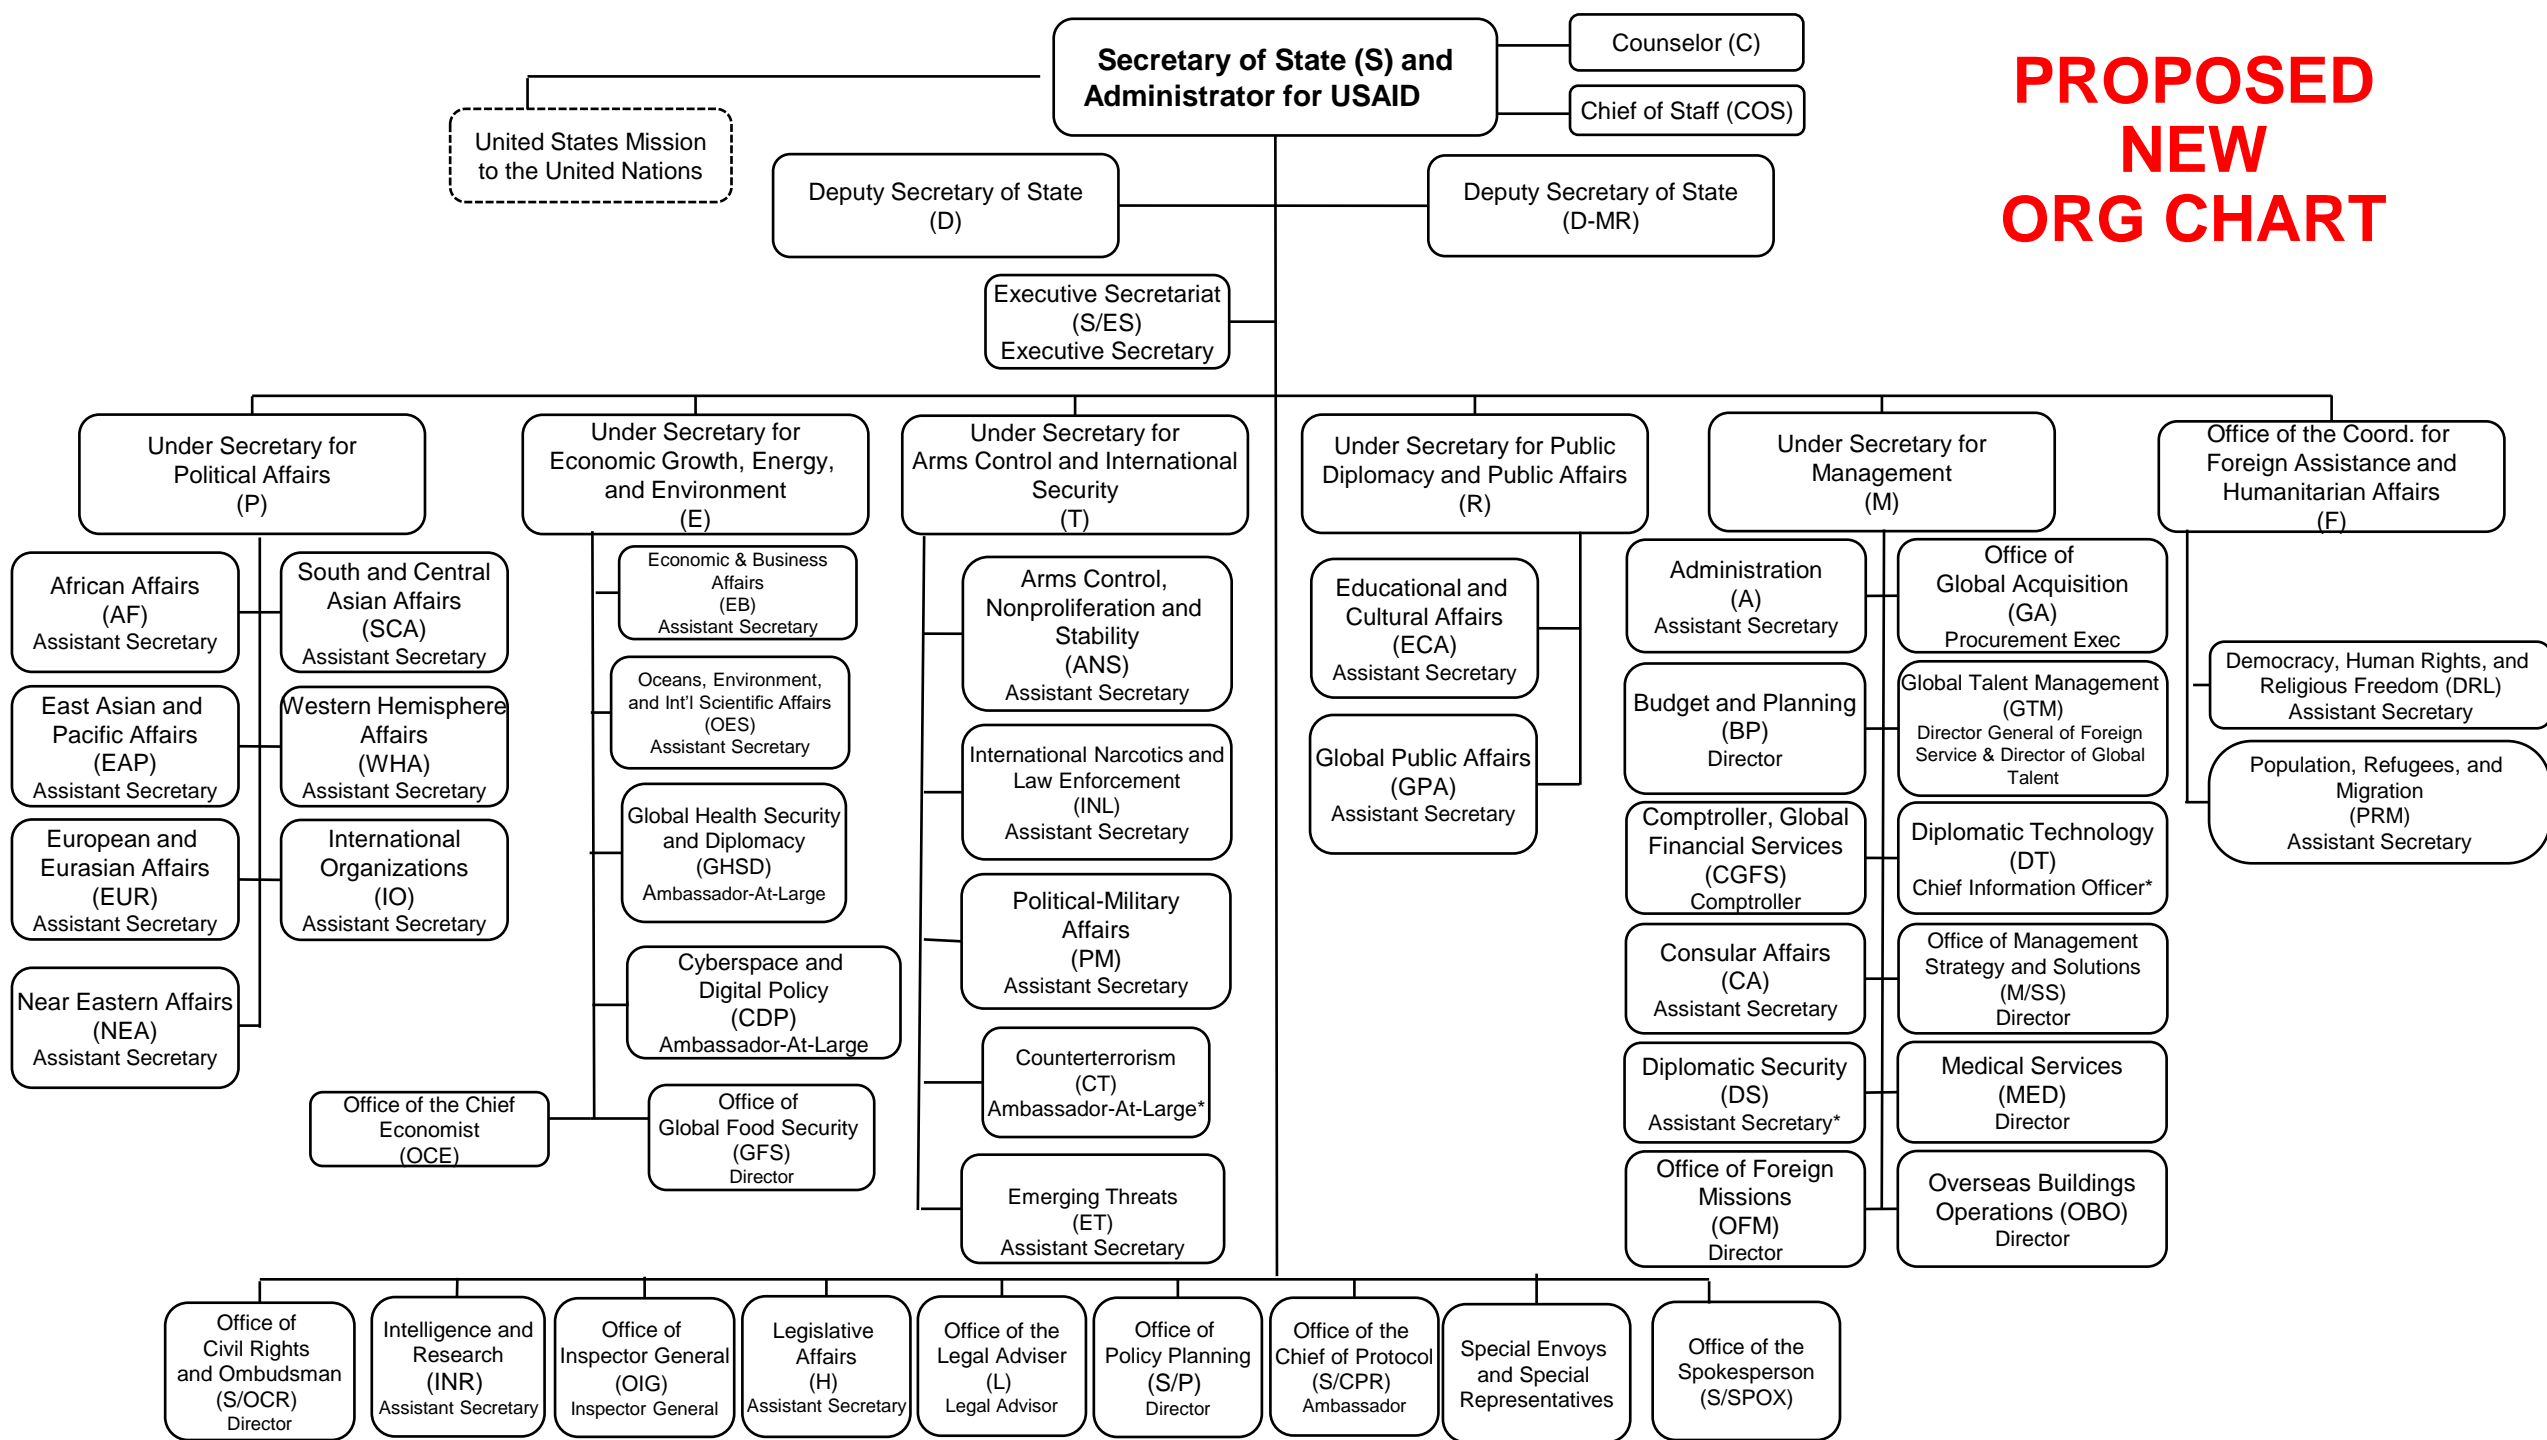 Secretary of State (S) and
Administrator for USAID
Counselor (C)
Chief of Staff (COS)
PROPOSED
NEW
ORG CHART
United States Mission
to the United Nations
Deputy Secretary of State
(D)
Deputy Secretary of State
(D-MR)
Executive Secretariat
(S/ES)
Executive Secretary
Under Secretary for
Political Affairs
(P)
Under Secretary for
Economic Growth, Energy,
and Environment
(E)
Under Secretary for
Arms Control and International
Security
(T)
Under Secretary for Public
Diplomacy and Public Affairs
(R)
Under Secretary for
Management
(M)
Office of the Coord. for
Foreign Assistance and
Humanitarian Affairs
(F)
African Affairs
(AF)
Assistant Secretary
South and Central
Asian Affairs
(SCA)
Assistant Secretary
East Asian and
Pacific Affairs
(EAP)
Assistant Secretary
Western Hemisphere
Affairs
(WHA)
Assistant Secretary
European and
Eurasian Affairs
(EUR)
Assistant Secretary
International
Organizations
(IO)
Assistant Secretary
Near Eastern Affairs
(NEA)
Assistant Secretary
Economic & Business
Affairs
(EB)
Assistant Secretary
Oceans, Environment,
and Int'l Scientific Affairs
(OES)
Assistant Secretary
Global Health Security
and Diplomacy
(GHSD)
Ambassador-At-Large
Cyberspace and
Digital Policy
(CDP)
Ambassador-At-Large
Office of the Chief
Economist
(OCE)
Office of
Global Food Security
(GFS)
Director
Arms Control,
Nonproliferation and
Stability
(ANS)
Assistant Secretary
International Narcotics and
Law Enforcement
(INL)
Assistant Secretary
Political-Military
Affairs
(PM)
Assistant Secretary
Counterterrorism
(CT)
Ambassador-At-Large*
Emerging Threats
(ET)
Assistant Secretary
Educational and
Cultural Affairs
(ECA)
Assistant Secretary
Global Public Affairs
(GPA)
Assistant Secretary
Administration
(A)
Assistant Secretary
Office of
Global Acquisition
(GA)
Procurement Exec
Budget and Planning
(BP)
Director
Global Talent Management
(GTM)
Director General of Foreign
Service & Director of Global
Talent
Comptroller, Global
Financial Services
(CGFS)
Comptroller
Diplomatic Technology
(DT)
Chief Information Officer*
Consular Affairs
(CA)
Assistant Secretary
Office of Management
Strategy and Solutions
(M/SS)
Director
Diplomatic Security
(DS)
Assistant Secretary*
Medical Services
(MED)
Director
Office of Foreign
Missions
(OFM)
Director
Overseas Buildings
Operations (OBO)
Director
Democracy, Human Rights, and
Religious Freedom (DRL)
Assistant Secretary
Population, Refugees, and
Migration
(PRM)
Assistant Secretary
Office of
Civil Rights
and Ombudsman
(S/OCR)
Director
Intelligence and
Research
(INR)
Assistant Secretary
Office of
Inspector General
(OIG)
Inspector General
Legislative
Affairs
(H)
Assistant Secretary
Office of the
Legal Adviser
(L)
Legal Advisor
Office of
Policy Planning
(S/P)
Director
Office of the
Chief of Protocol
(S/CPR)
Ambassador
Special Envoys
and Special
Representatives
Office of the
Spokesperson
(S/SPOX)